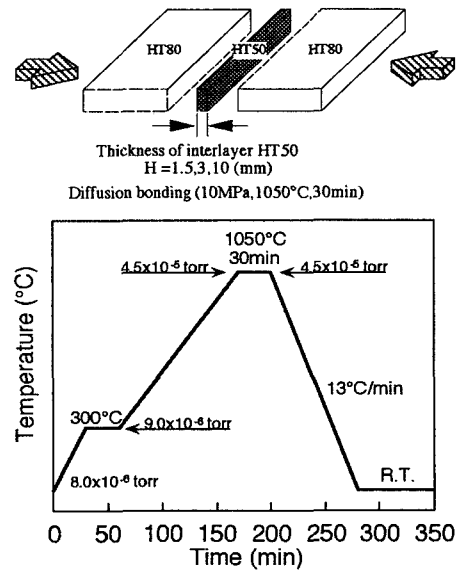 HT80 HT50 HT80
Thickness of interlayer HT50
H =1.5,3,10 (mm)
Diffusion bonding (10MPa,1050°C,30min)
1050°C
30min
4.5x10⁻⁵ torr 4.5x10⁻⁵ torr
13°C/min
300°C
9.0x10⁻⁶ torr
8.0x10⁻⁶ torr
R.T.
Temperature (°C)
0 50 100 150 200 250 300 350
Time (min)